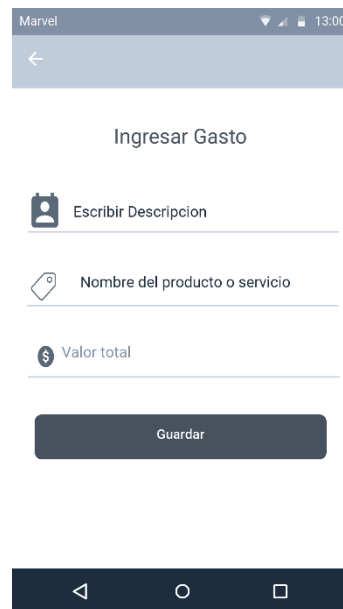 Marvel 13:00
Ingresar Gasto
Escribir Descripcion
Nombre del producto o servicio
$ Valor total
Guardar